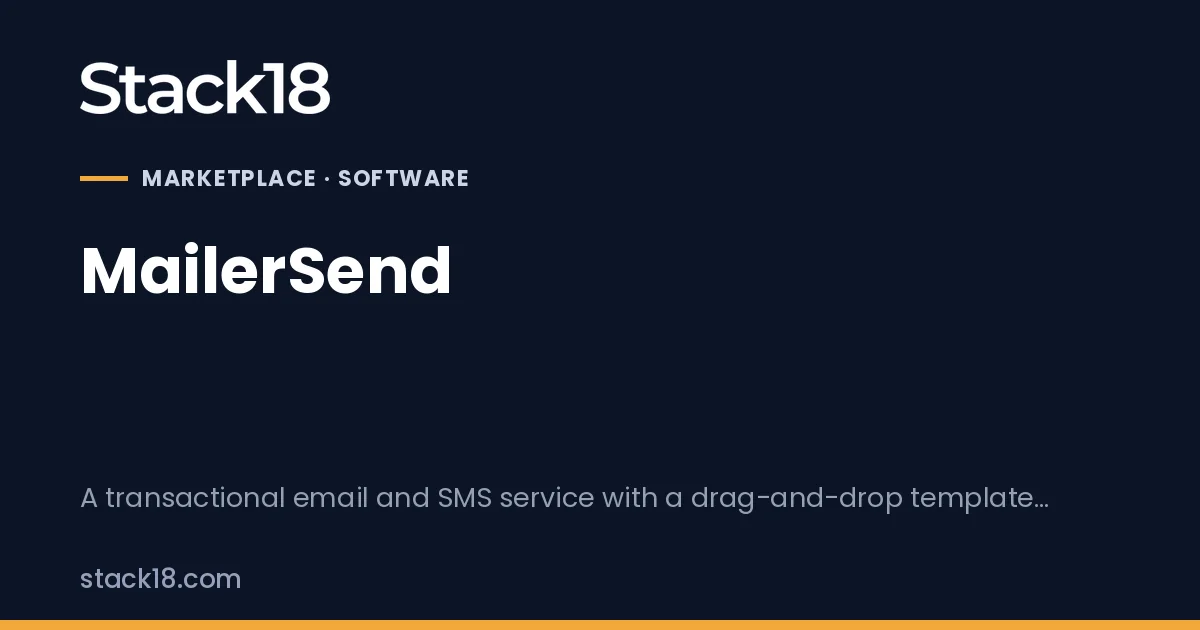 Stack18
MARKETPLACE · SOFTWARE
MailerSend
A transactional email and SMS service with a drag-and-drop template…
stack18.com